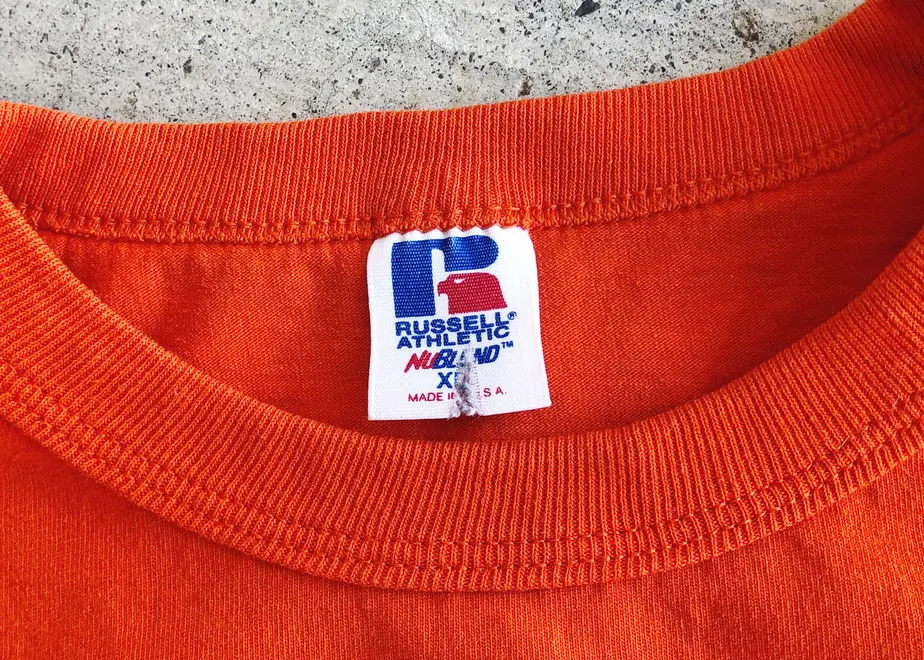 RUSSELL®
ATHLETIC
NUBLEND™
MADE IN U.S.A.